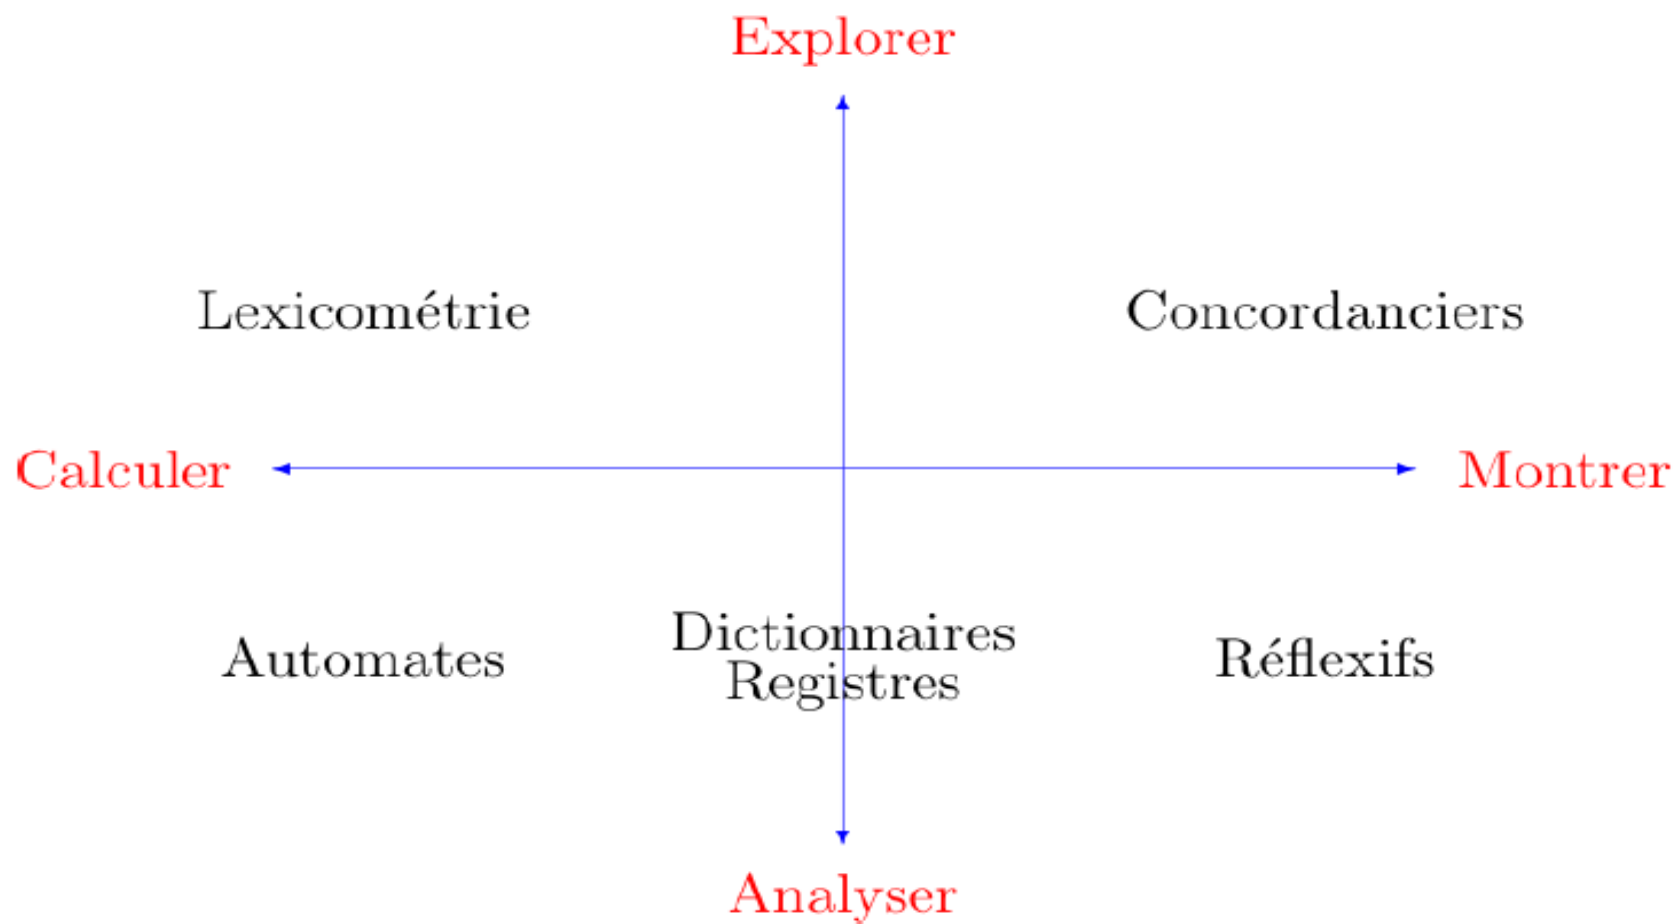 Explorer
Lexicométrie
Concordanciers
Calculer
Montrer
Automates
Dictionnaires
Registres
Réflexifs
Analyser